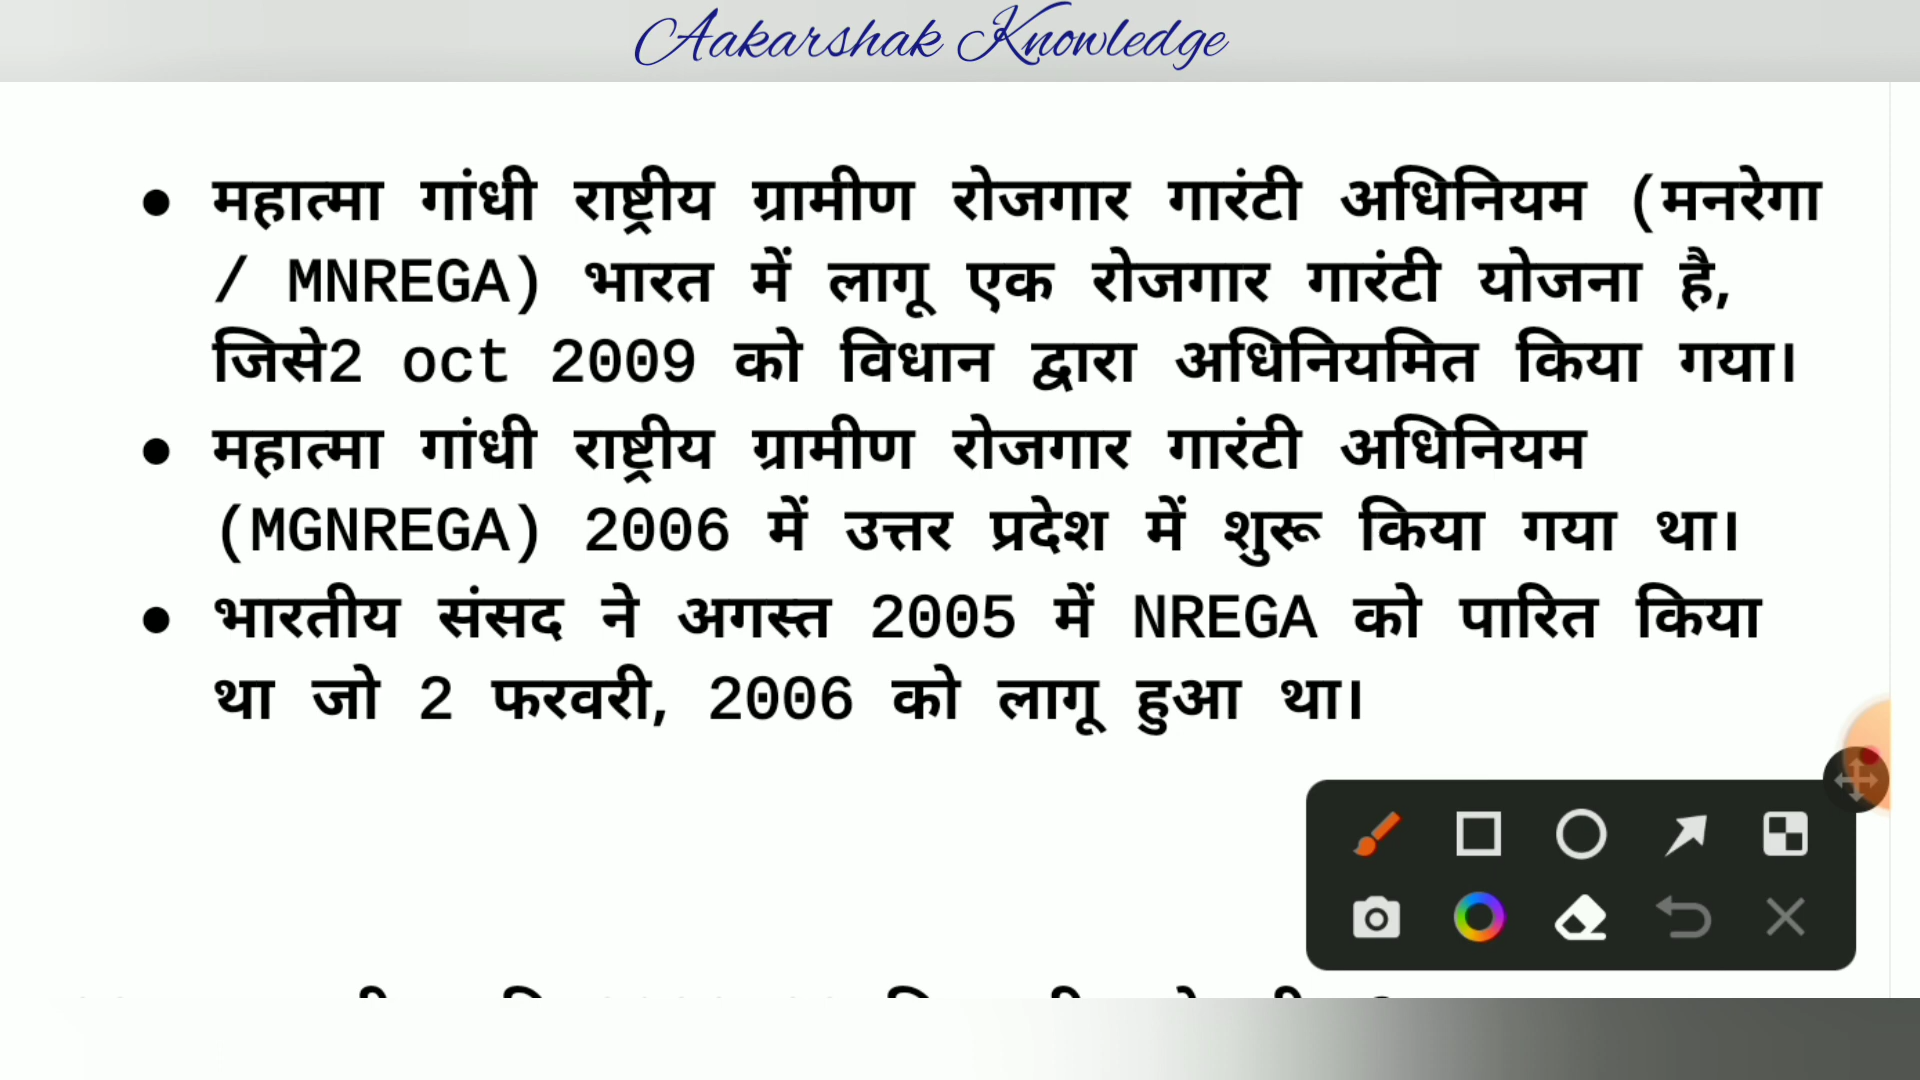 Aakarshak Knowledge
● महात्मा गांधी राष्ट्रीय ग्रामीण रोजगार गारंटी अधिनियम (मनरेगा
/ MNREGA) भारत में लागू एक रोजगार गारंटी योजना है,
जिसे2 oct 2009 को विधान द्वारा अधिनियमित किया गया।
● महात्मा गांधी राष्ट्रीय ग्रामीण रोजगार गारंटी अधिनियम
(MGNREGA) 2006 में उत्तर प्रदेश में शुरू किया गया था।
● भारतीय संसद ने अगस्त 2005 में NREGA को पारित किया
था जो 2 फरवरी, 2006 को लागू हुआ था।